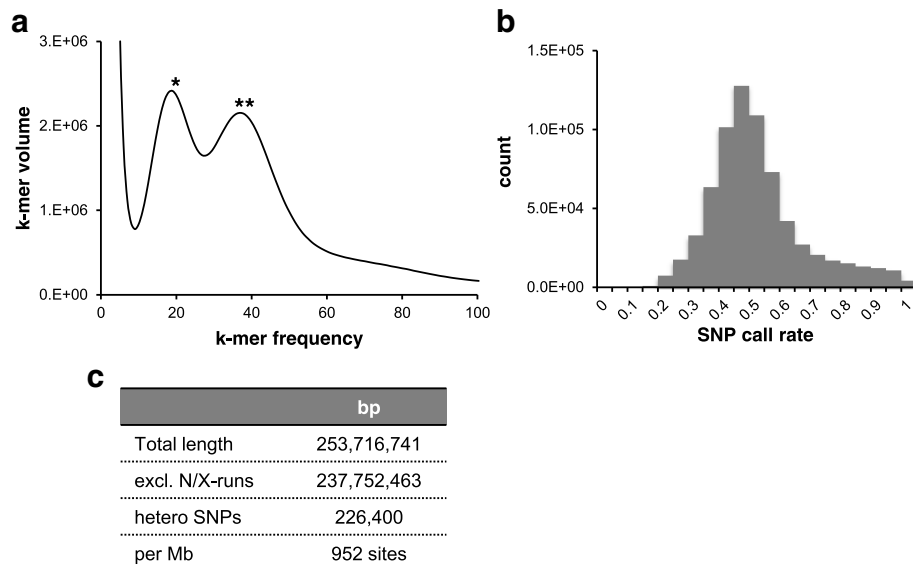 a
3.E+06
2.E+06
1.E+06
0.E+00
k-mer volume
*
**
0
20
40
60
80
100
k-mer frequency
b
1.5E+05
1.0E+05
5.0E+04
0.0E+00
count
0
0.1
0.2
0.3
0.4
0.5
0.6
0.7
0.8
0.9
1
SNP call rate
c
bp
Total length 253,716,741
excl. N/X-runs 237,752,463
hetero SNPs 226,400
per Mb 952 sites